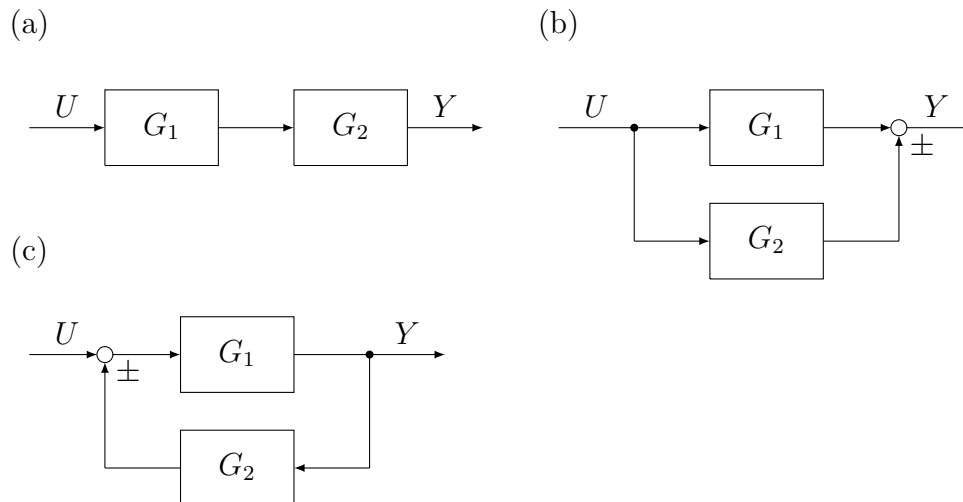 (a)
U G₁ G₂ Y
(b)
U G₁ Y
±
G₂
(c)
U G₁ Y
±
G₂